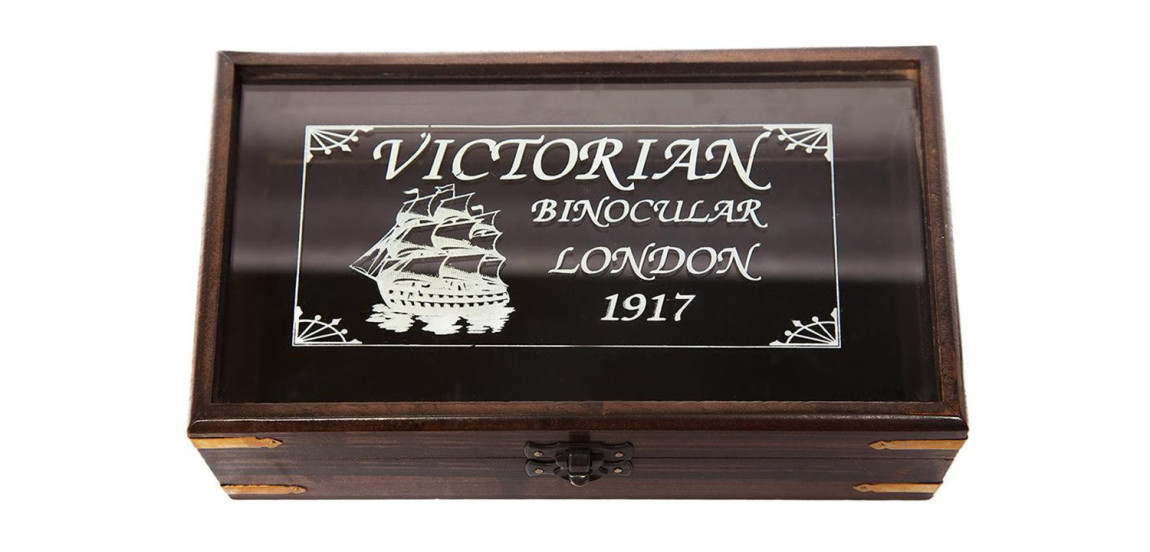 VICTORIAN
BINOCULAR
LONDON
1917